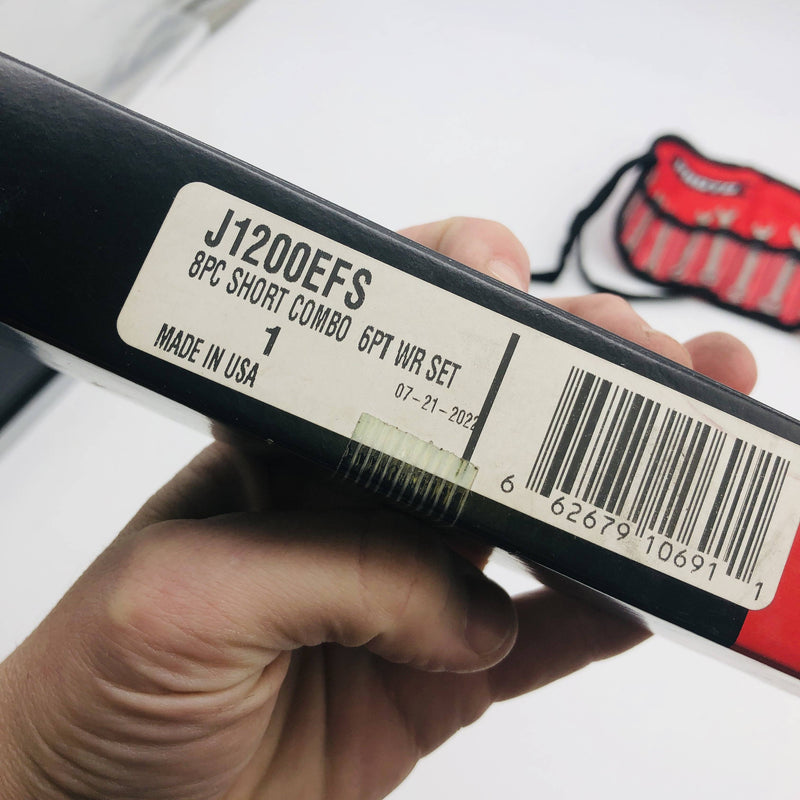 J1200EFS
8PC SHORT COMBO 6PT WR SET
1
MADE IN USA
07-21-2022
6 62679 10691 1